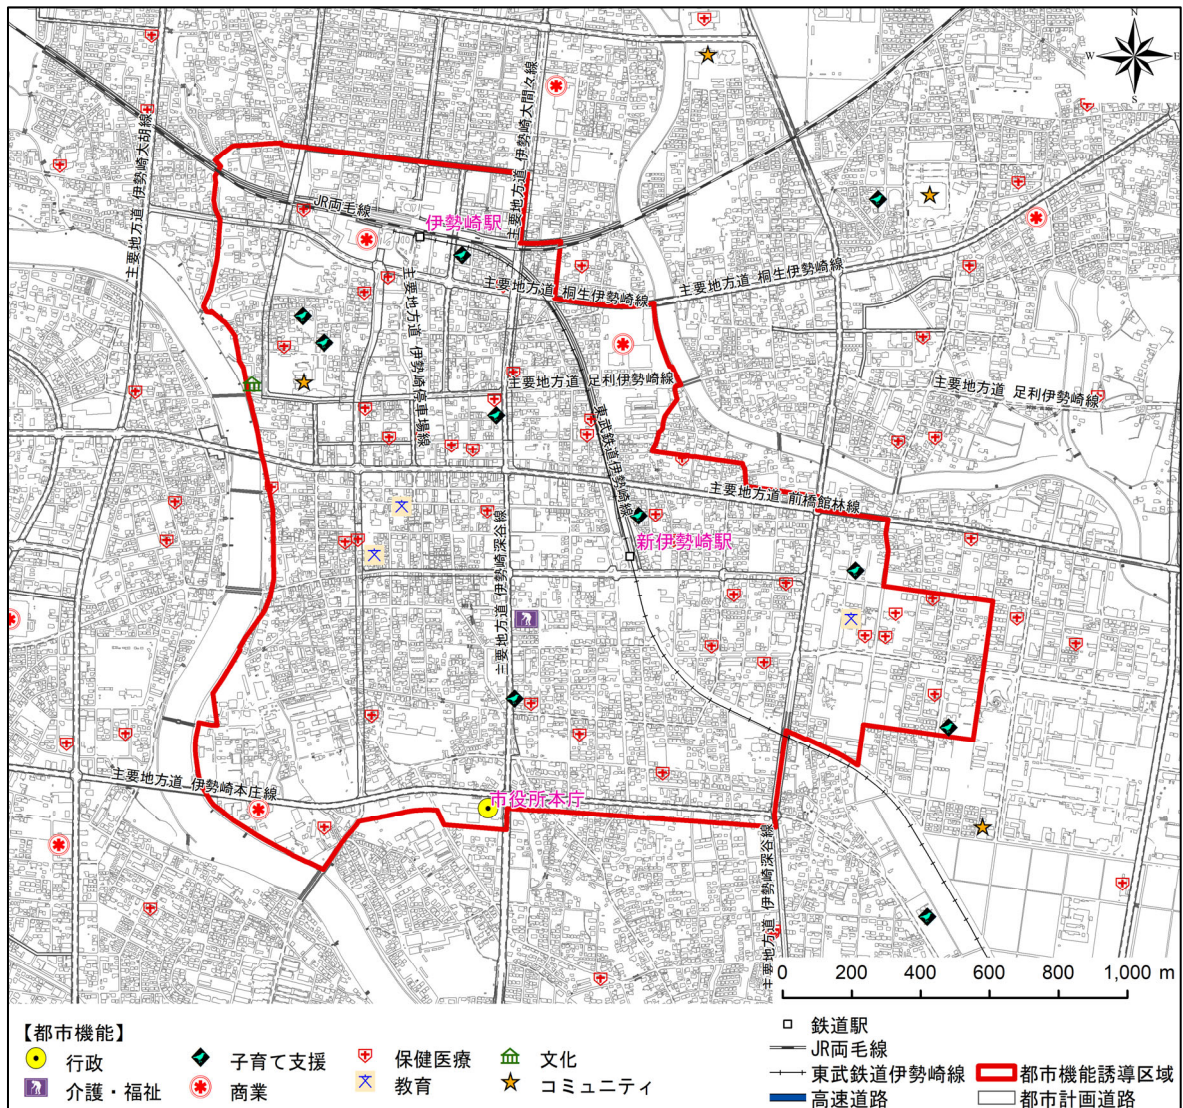 N
W
E
S
主要地方道 伊勢崎大胡線
主要地方道 伊勢崎大間々線
JR両毛線
伊勢崎駅
主要地方道 桐生伊勢崎線
主要地方道 桐生伊勢崎線
主要地方道 伊勢崎停車場線
主要地方道 足利伊勢崎線
主要地方道 足利伊勢崎線
東武鉄道伊勢崎線
主要地方道 前橋館林線
新伊勢崎駅
主要地方道 伊勢崎深谷線
主要地方道 伊勢崎本庄線
市役所本庁
主要地方道 伊勢崎深谷線
0 200 400 600 800 1,000 m
【都市機能】
行政
子育て支援
保健医療
文化
介護・福祉
商業
教育
コミュニティ
鉄道駅
JR両毛線
東武鉄道伊勢崎線
高速道路
都市機能誘導区域
都市計画道路